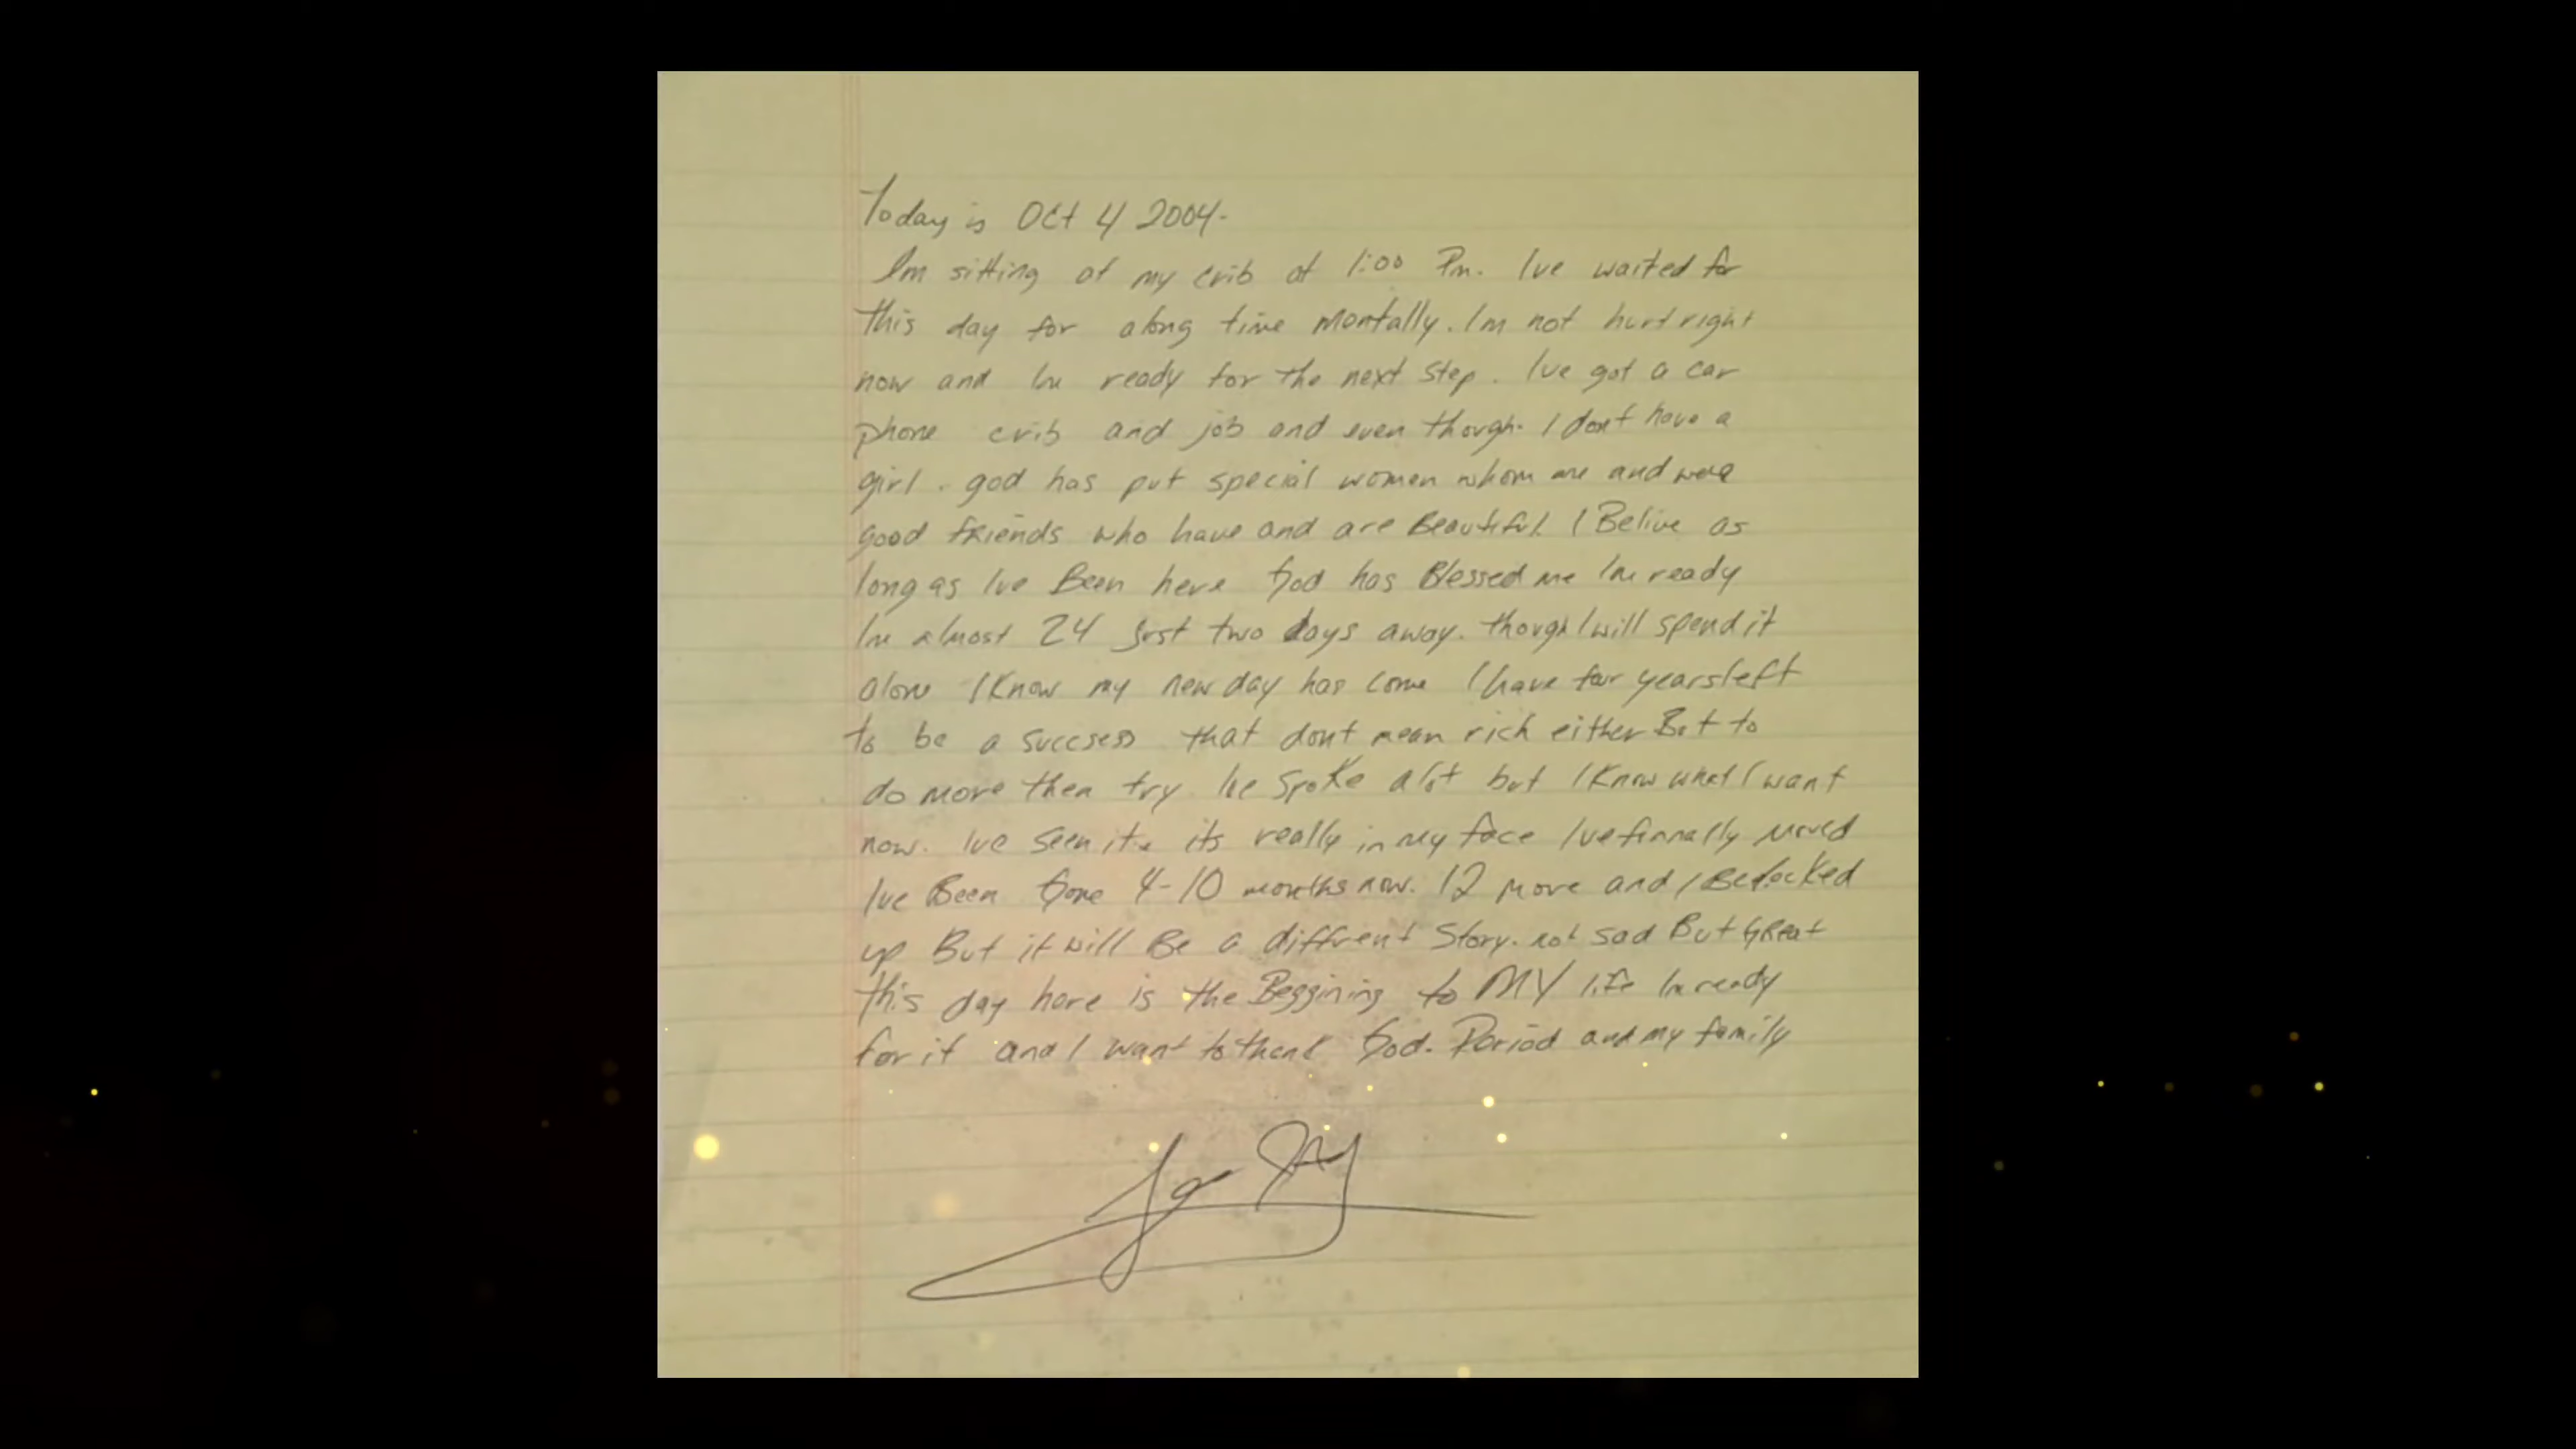 Today is Oct 4 2004-
Im sitting at my crib at 1:00 Pm. Ive waited for
this day for along time mentally. Im not hurt right
now and Im ready for the next step. Ive got a car
phone crib and job and even though. I dont have a
girl. god has put special women whom are and were
good friends who have and are Beautiful. I Belive as
long as Ive Been here God has Blessed me Im ready
Im almost 24 just two days away. though I will spend it
alone I Know my new day has come I have four years left
to be a succsess that dont mean rich either But to
do more then try. Ive spoke alot but I Know what I want
now. Ive seen it. its really in my face Ive finnally moved
Ive Been Gone 4-10 months now. 12 more and I Be locked
up But it will Be a diffrent Story. not sad But GReat
this day here is the Beggining to MY life Im ready
for it and I want to thank God. Period and my family